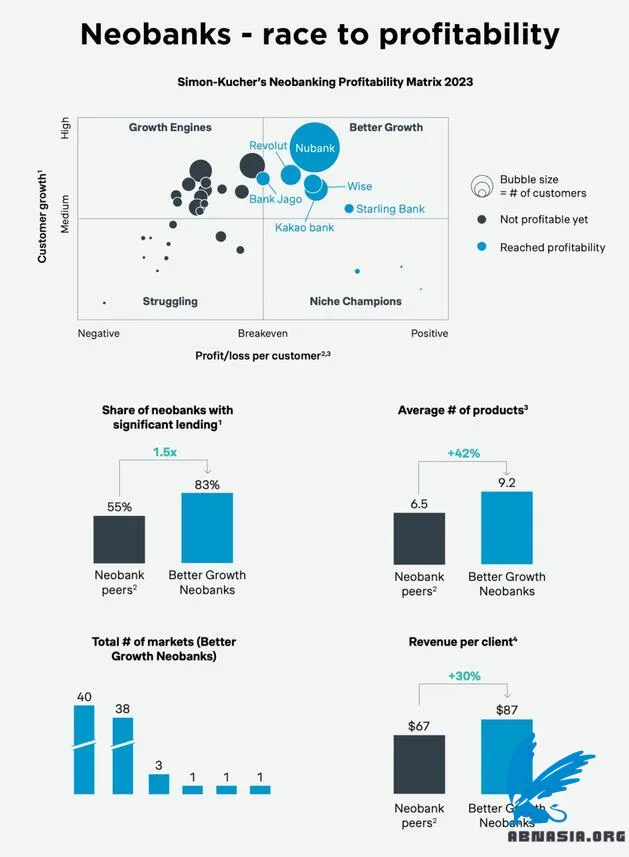 Neobanks - race to profitability
Simon-Kucher's Neobanking Profitability Matrix 2023
High
Medium
Customer growth¹
Growth Engines
Better Growth
Revolut
Nubank
Wise
Bank Jago
Starling Bank
Kakao bank
Struggling
Niche Champions
Negative
Breakeven
Positive
Profit/loss per customer²,³
Bubble size
= # of customers
Not profitable yet
Reached profitability
Share of neobanks with
significant lending¹
1.5x
55%
83%
Neobank
peers²
Better Growth
Neobanks
Average # of products³
+42%
6.5
9.2
Neobank
peers²
Better Growth
Neobanks
Total # of markets (Better
Growth Neobanks)
40
38
3
1
1
1
Revenue per client⁴
+30%
$67
$87
Neobank
peers²
Better Growth
Neobanks
ABNASIA.ORG